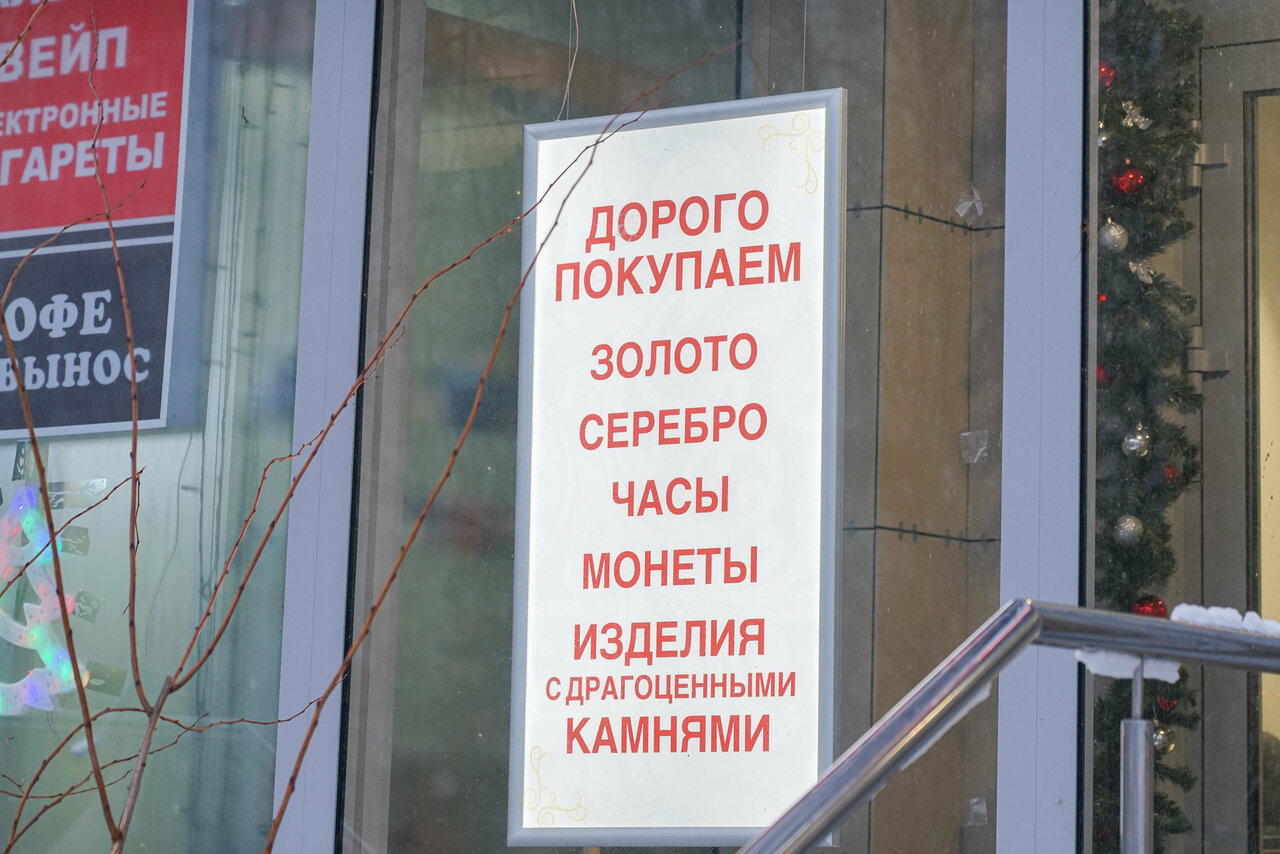 ВЕЙП
ЕКТРОННЫЕ
ГАРЕТЫ
ОФЕ
ВЫНОС
ДОРОГО
ПОКУПАЕМ
ЗОЛОТО
СЕРЕБРО
ЧАСЫ
МОНЕТЫ
ИЗДЕЛИЯ
С ДРАГОЦЕННЫМИ
КАМНЯМИ